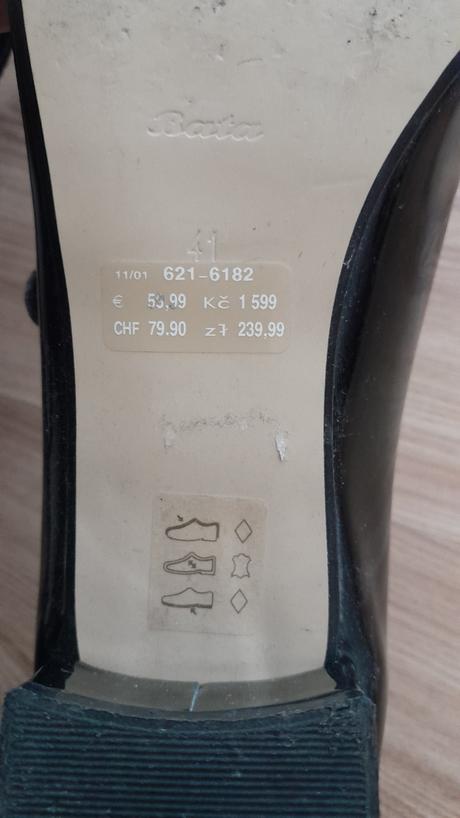 Bata
41
11/01 621-6182
€ 59,99 Kč 1 599
CHF 79.90 zł 239,99